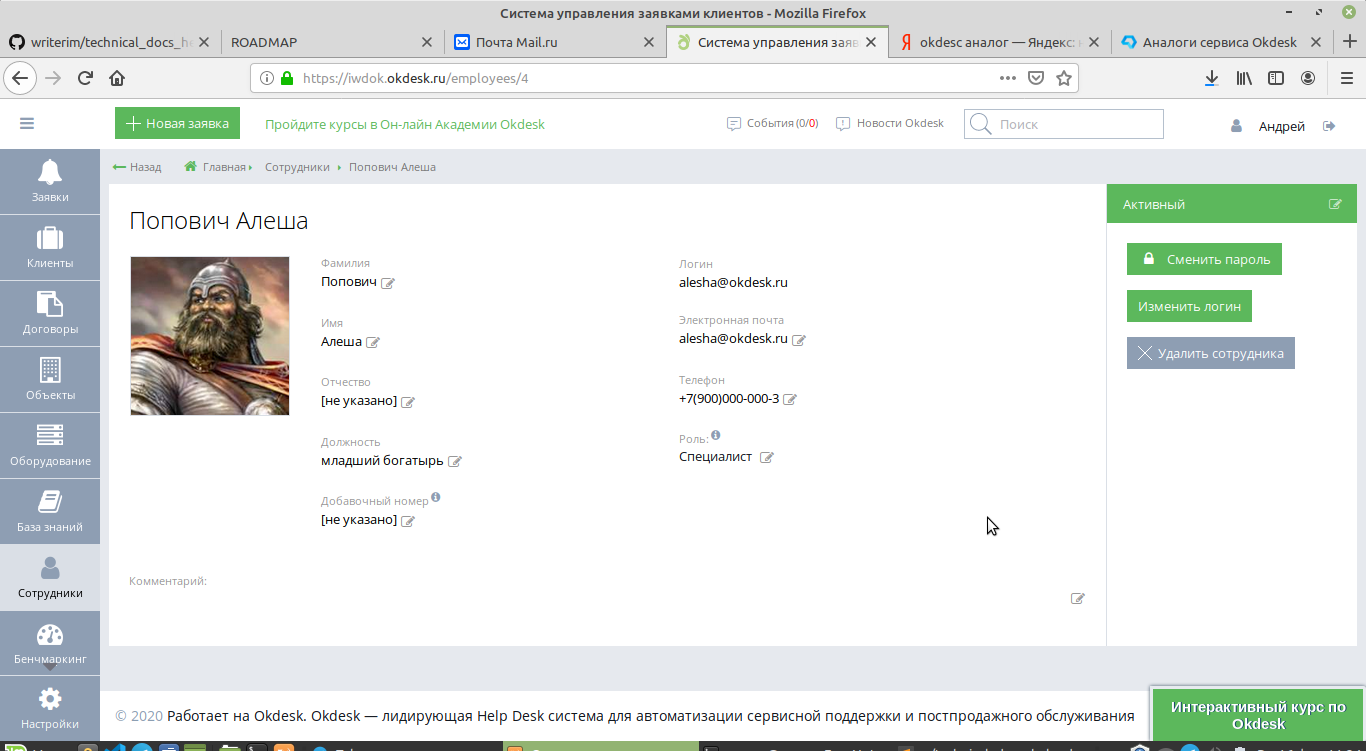 Система управления заявками клиентов - Mozilla Firefox
writerim/technical_docs_he
ROADMAP
Почта Mail.ru
Система управления заяв
okdesc аналог — Яндекс:
Аналоги сервиса Okdesk
https://iwdok.okdesk.ru/employees/4
Новая заявка
Пройдите курсы в Он-лайн Академии Okdesk
События (0/0)
Новости Okdesk
Поиск
Андрей
Назад
Главная
Сотрудники
Попович Алеша
Заявки
Клиенты
Договоры
Объекты
Оборудование
База знаний
Сотрудники
Бенчмаркинг
Настройки
Попович Алеша
Фамилия
Попович
Имя
Алеша
Отчество
[не указано]
Должность
младший богатырь
Добавочный номер
[не указано]
Логин
alesha@okdesk.ru
Электронная почта
alesha@okdesk.ru
Телефон
+7(900)000-000-3
Роль:
Специалист
Комментарий:
Активный
Сменить пароль
Изменить логин
Удалить сотрудника
© 2020 Работает на Okdesk. Okdesk — лидирующая Help Desk система для автоматизации сервисной поддержки и постпродажного обслуживания
Интерактивный курс по
Okdesk